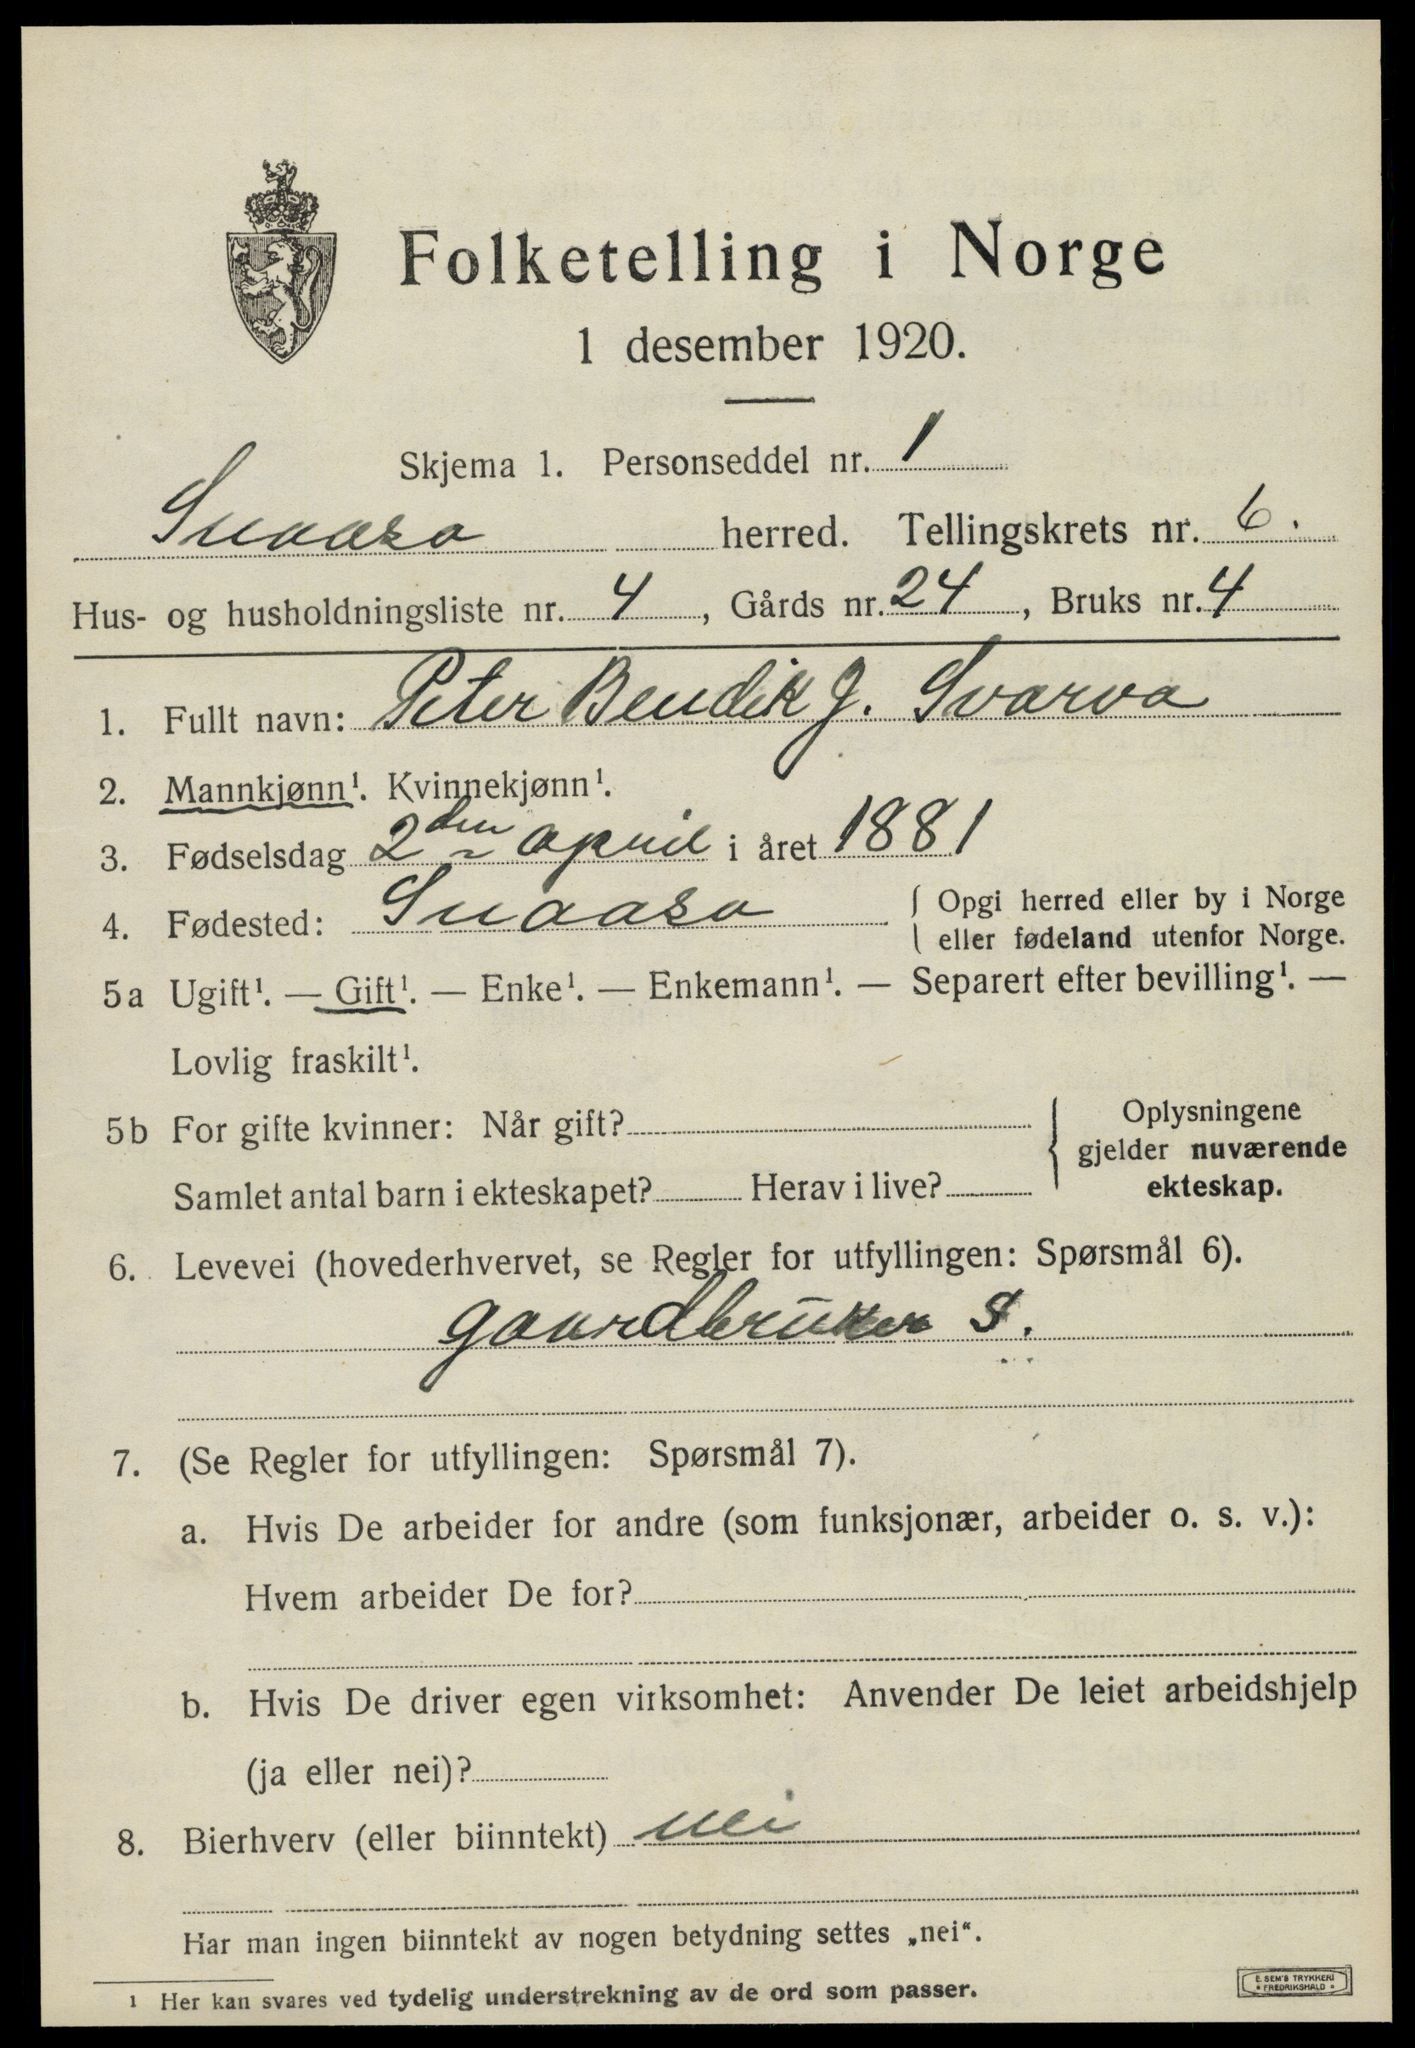 Folketelling i Norge
1 desember 1920.
Skjema 1. Personseddel nr. 1
Snaasa herred. Tellingskrets nr. 6.
Hus- og husholdningsliste nr. 4, Gårds nr. 24, Bruks nr. 4
1. Fullt navn: Peter Bendik J. Svarva
2. Mannkjønn¹. Kvinnekjønn¹.
3. Fødselsdag 2den april i året 1881
4. Fødested: Snaasa { Opgi herred eller by i Norge
eller fødeland utenfor Norge.
5a Ugift¹. — Gift¹. — Enke¹. — Enkemann¹. — Separert efter bevilling¹. —
Lovlig fraskilt¹.
5b For gifte kvinner: Når gift? { Oplysningene
gjelder nuværende
Samlet antal barn i ekteskapet? Herav i live? ekteskap.
6. Levevei (hovederhvervet, se Regler for utfyllingen: Spørsmål 6).
gaardbruker S.
7. (Se Regler for utfyllingen: Spørsmål 7).
a. Hvis De arbeider for andre (som funksjonær, arbeider o. s. v.):
Hvem arbeider De for?
b. Hvis De driver egen virksomhet: Anvender De leiet arbeidshjelp
(ja eller nei)?
8. Bierhverv (eller biinntekt) nei
Har man ingen biinntekt av nogen betydning settes „nei“.
¹ Her kan svares ved tydelig understrekning av de ord som passer.
E. SEM'S TRYKKERI
• FREDRIKSHALD •